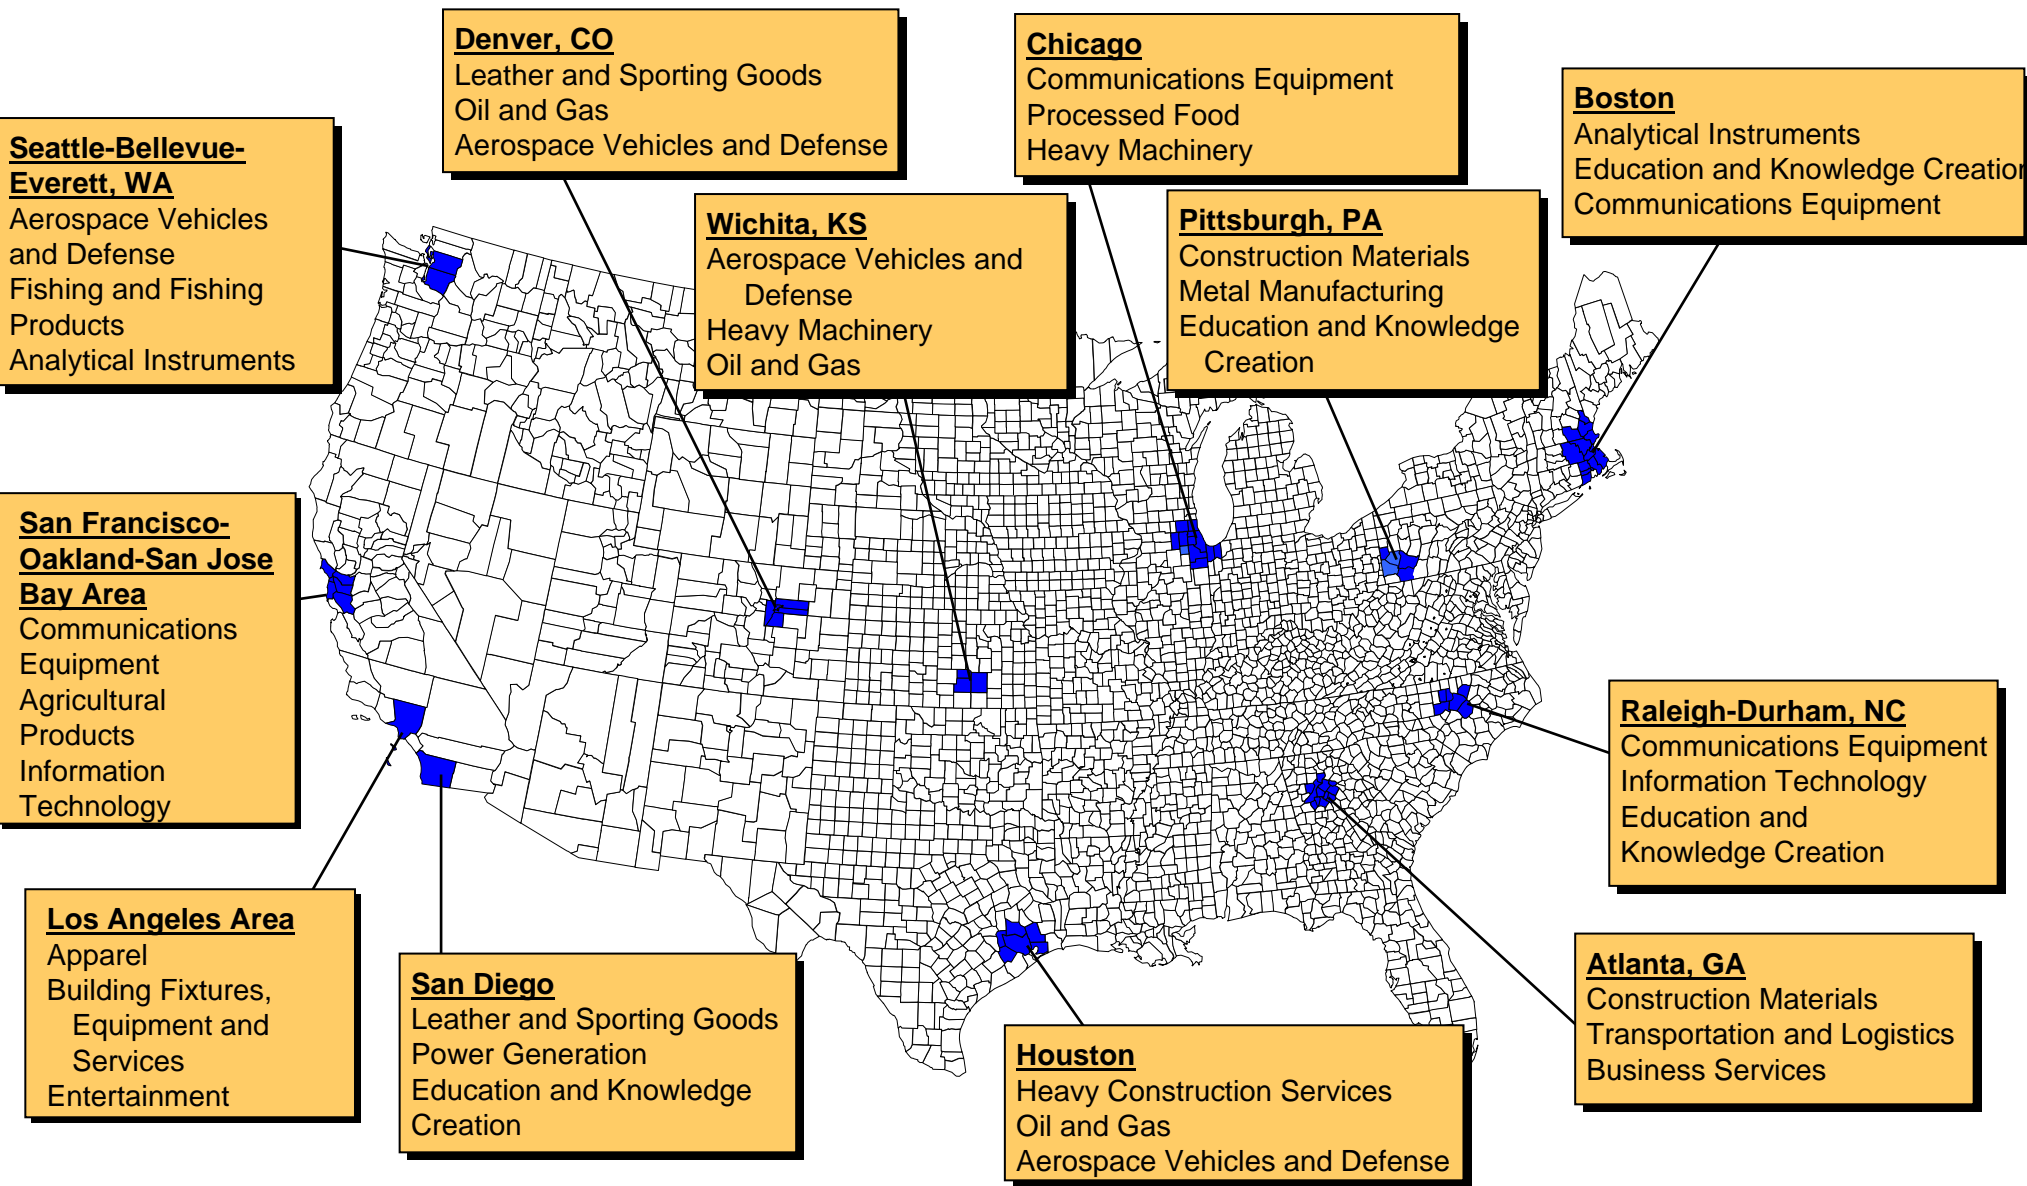 Denver, CO
Leather and Sporting Goods
Oil and Gas
Aerospace Vehicles and Defense
Chicago
Communications Equipment
Processed Food
Heavy Machinery
Boston
Analytical Instruments
Education and Knowledge Creation
Communications Equipment
Seattle-Bellevue-
Everett, WA
Aerospace Vehicles
and Defense
Fishing and Fishing
Products
Analytical Instruments
Wichita, KS
Aerospace Vehicles and
Defense
Heavy Machinery
Oil and Gas
Pittsburgh, PA
Construction Materials
Metal Manufacturing
Education and Knowledge
Creation
San Francisco-
Oakland-San Jose
Bay Area
Communications
Equipment
Agricultural
Products
Information
Technology
Raleigh-Durham, NC
Communications Equipment
Information Technology
Education and
Knowledge Creation
Los Angeles Area
Apparel
Building Fixtures,
Equipment and
Services
Entertainment
San Diego
Leather and Sporting Goods
Power Generation
Education and Knowledge
Creation
Houston
Heavy Construction Services
Oil and Gas
Aerospace Vehicles and Defense
Atlanta, GA
Construction Materials
Transportation and Logistics
Business Services